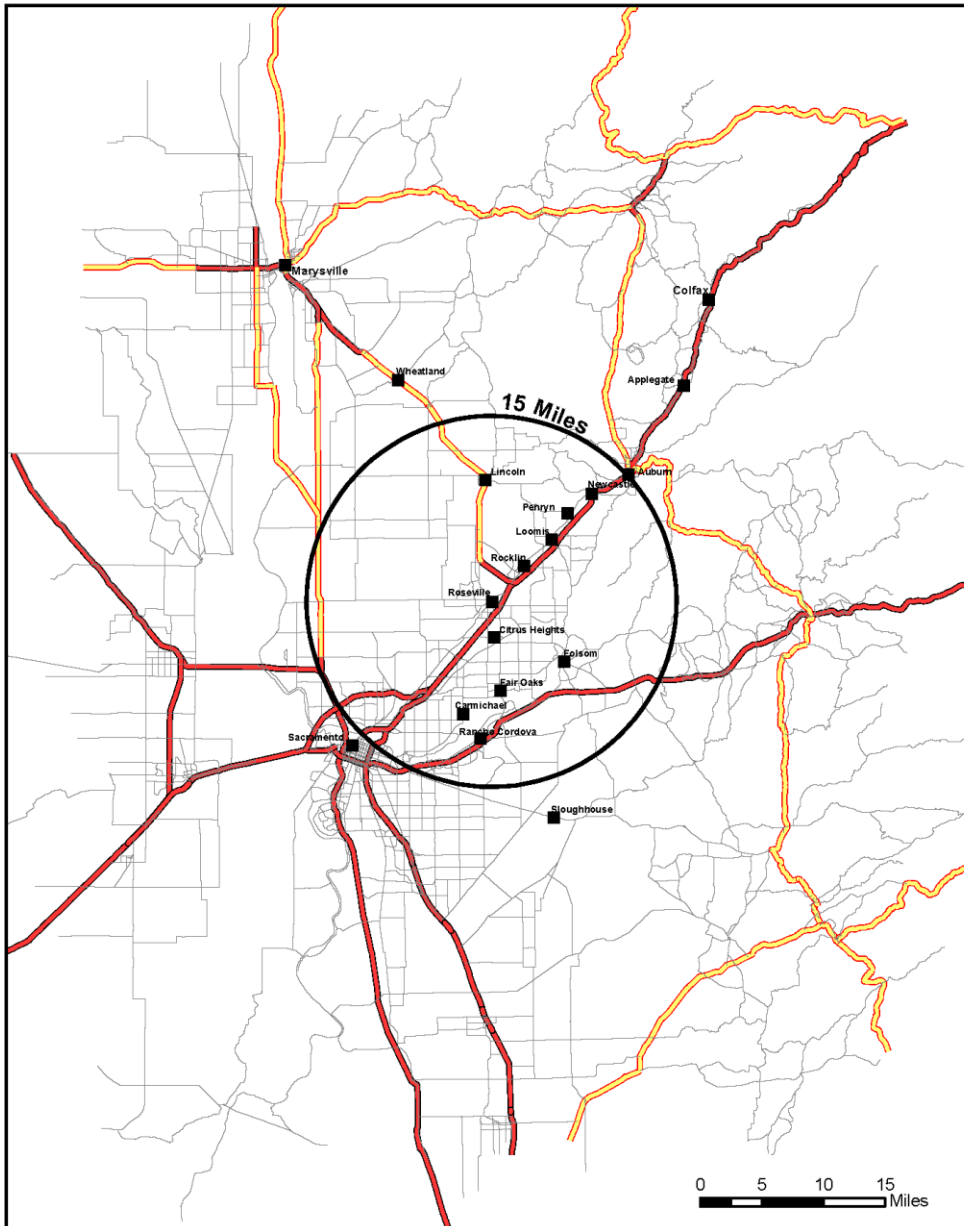 Marysville
Colfax
Wheatland
Applegate
15 Miles
Lincoln
Auburn
Newcastle
Penryn
Loomis
Rocklin
Roseville
Citrus Heights
Folsom
Fair Oaks
Carmichael
Rancho Cordova
Sacramento
Sloughhouse
0 5 10 15
Miles